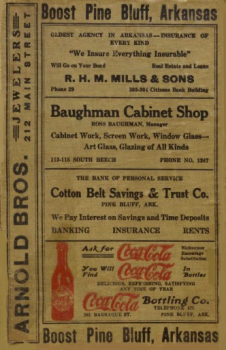 Boost Pine Bluff, Arkansas
JEWELERS
212 MAIN STREET
ARNOLD BROS.
OLDEST AGENCY IN ARKANSAS—INSURANCE OF
EVERY KIND
"We Insure Everything Insurable"
Will Go on Your Bond Real Estate and Loans
R. H. M. MILLS & SONS
Phone 29 Citizens Bank Building
Baughman Cabinet Shop
BAUGHMAN, Manager
Cabinet Work, Screen Work, Window Glass—
Art Glass, Glazing of All Kinds
113-115 SOUTH BEECH PHONE NO. 1267
THE BANK OF PERSONAL SERVICE
Cotton Belt Savings & Trust Co.
PINE BLUFF, ARK.
We Pay Interest on Savings and Time Deposits
BANKING INSURANCE RENTS
Ask for Coca-Cola
You Will Find Coca-Cola In Bottles
DELICIOUS, REFRESHING, SATISFYING
ANY TIME OF YEAR
Coca-Cola Bottling Co.
TELEPHONE
PINE BLUFF, ARK.
Boost Pine Bluff, Arkansas